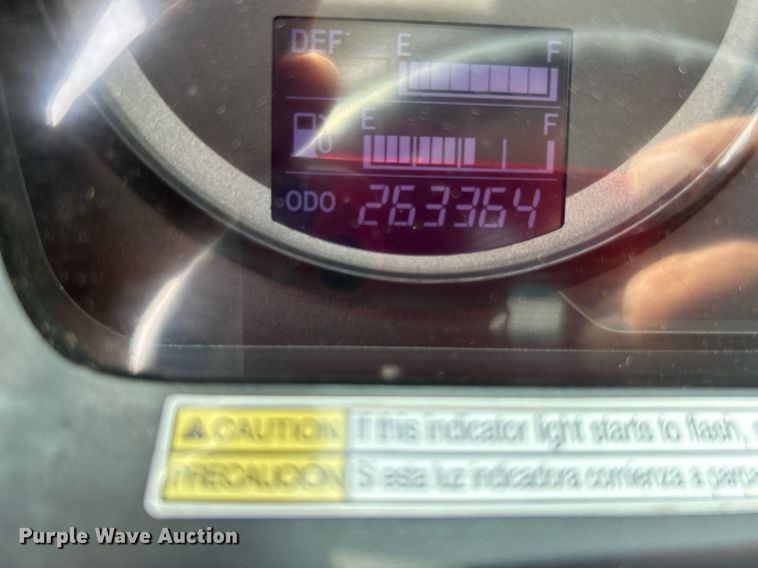 DEF E F
E F
ODO 263364
CAUTION If this indicator light starts to flash,
PRECAUCION Si esta luz indicadora comienza a
Purple Wave Auction